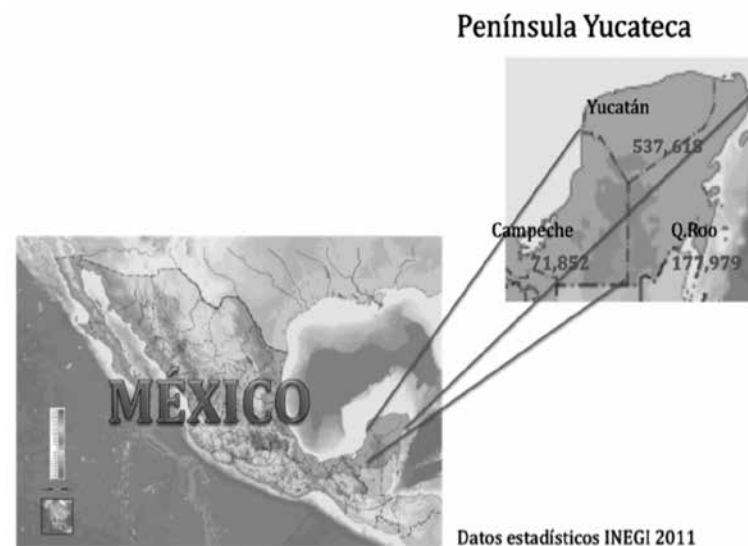 Península Yucateca
Yucatán
537,618
Campeche
Q.Roo
71,852
177,979
MÉXICO
Datos estadísticos INEGI 2011